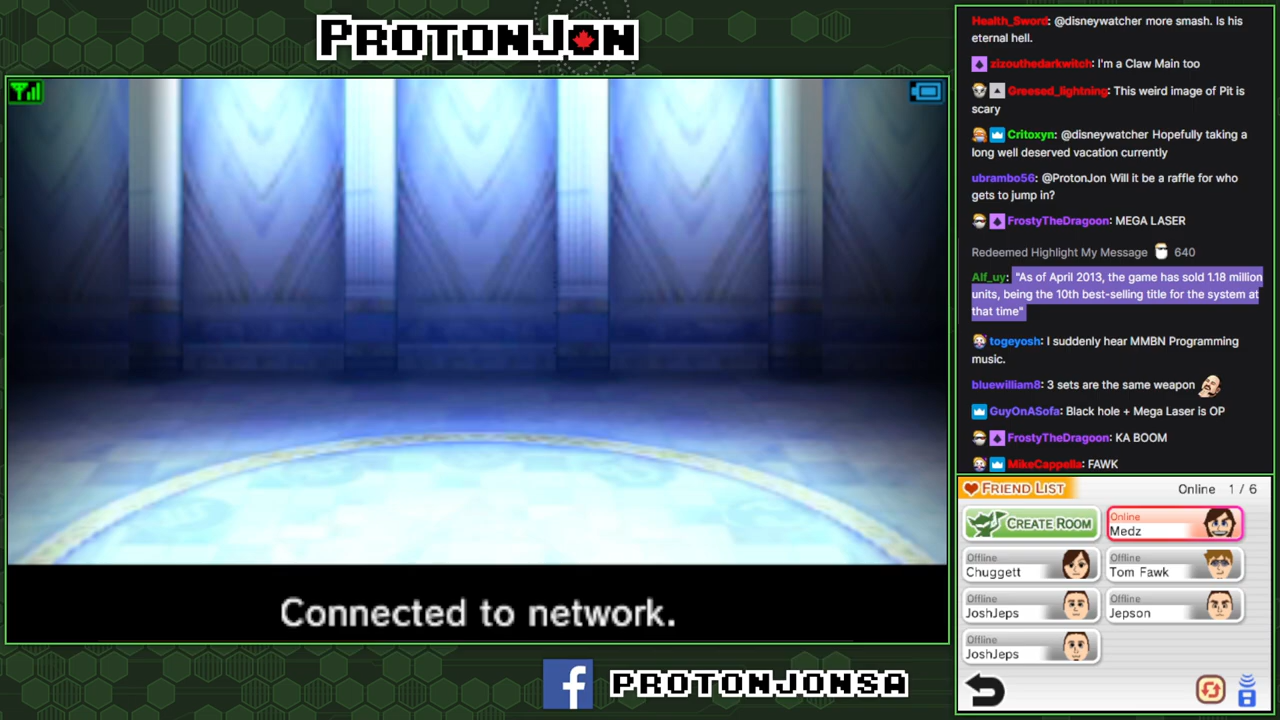 PROTONJON
Connected to network.
PROTONJONSA
Health_Sword: @disneywatcher more smash. Is his
eternal hell.
zizouthedarkwitch: I'm a Claw Main too
Greesed_lightning: This weird image of Pit is
scary
Critoxyn: @disneywatcher Hopefully taking a
long well deserved vacation currently
ubrambo56: @ProtonJon Will it be a raffle for who
gets to jump in?
FrostyTheDragoon: MEGA LASER
Redeemed Highlight My Message 640
Alf_uy: "As of April 2013, the game has sold 1.18 million
units, being the 10th best-selling title for the system at
that time"
togeyosh: I suddenly hear MMBN Programming
music.
bluewilliam8: 3 sets are the same weapon
GuyOnASofa: Black hole + Mega Laser is OP
FrostyTheDragoon: KA BOOM
MikeCappella: FAWK
FRIEND LIST Online 1 / 6
CREATE ROOM
Online
Medz
Offline
Chuggett
Offline
Tom Fawk
Offline
JoshJeps
Offline
Jepson
Offline
JoshJeps